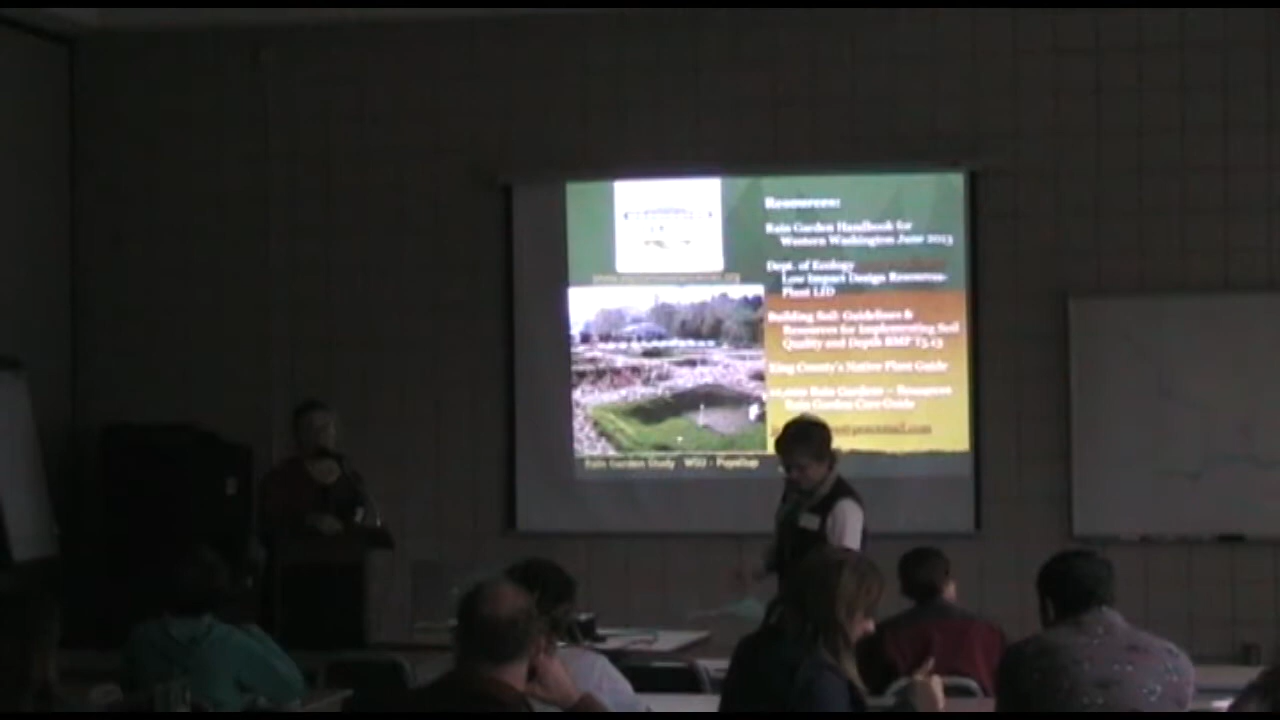 Resources:
Rain Garden Handbook for
Western Washington June 2013
Dept. of Ecology
Low Impact Design Resources-
Plant LID
Building Soil: Guidelines &
Resources for Implementing Soil
Quality and Depth BMP T5.13
King County's Native Plant Guide
Rain Gardens - Resources
Rain Garden Care Guide
Rain Garden Study - WSU - Puyallup